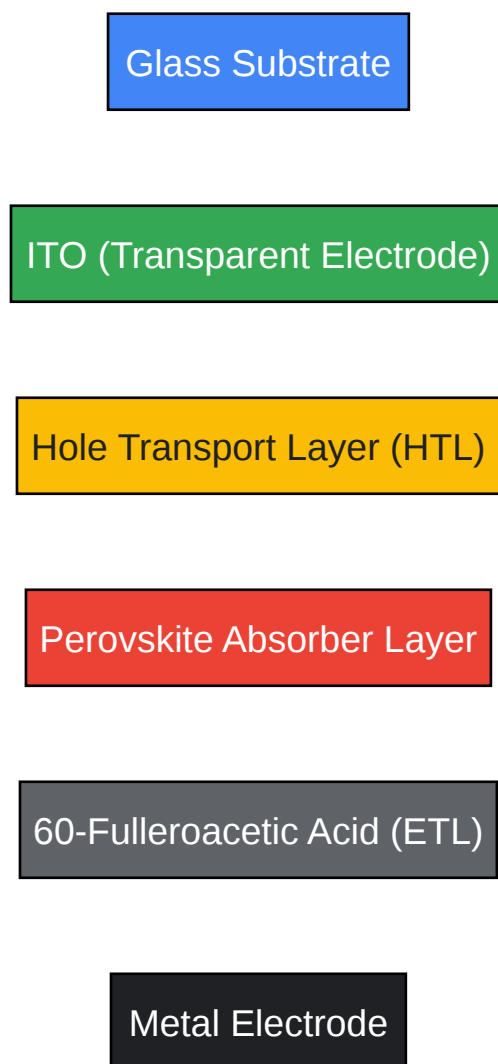 Glass Substrate
ITO (Transparent Electrode)
Hole Transport Layer (HTL)
Perovskite Absorber Layer
60-Fulleroacetic Acid (ETL)
Metal Electrode